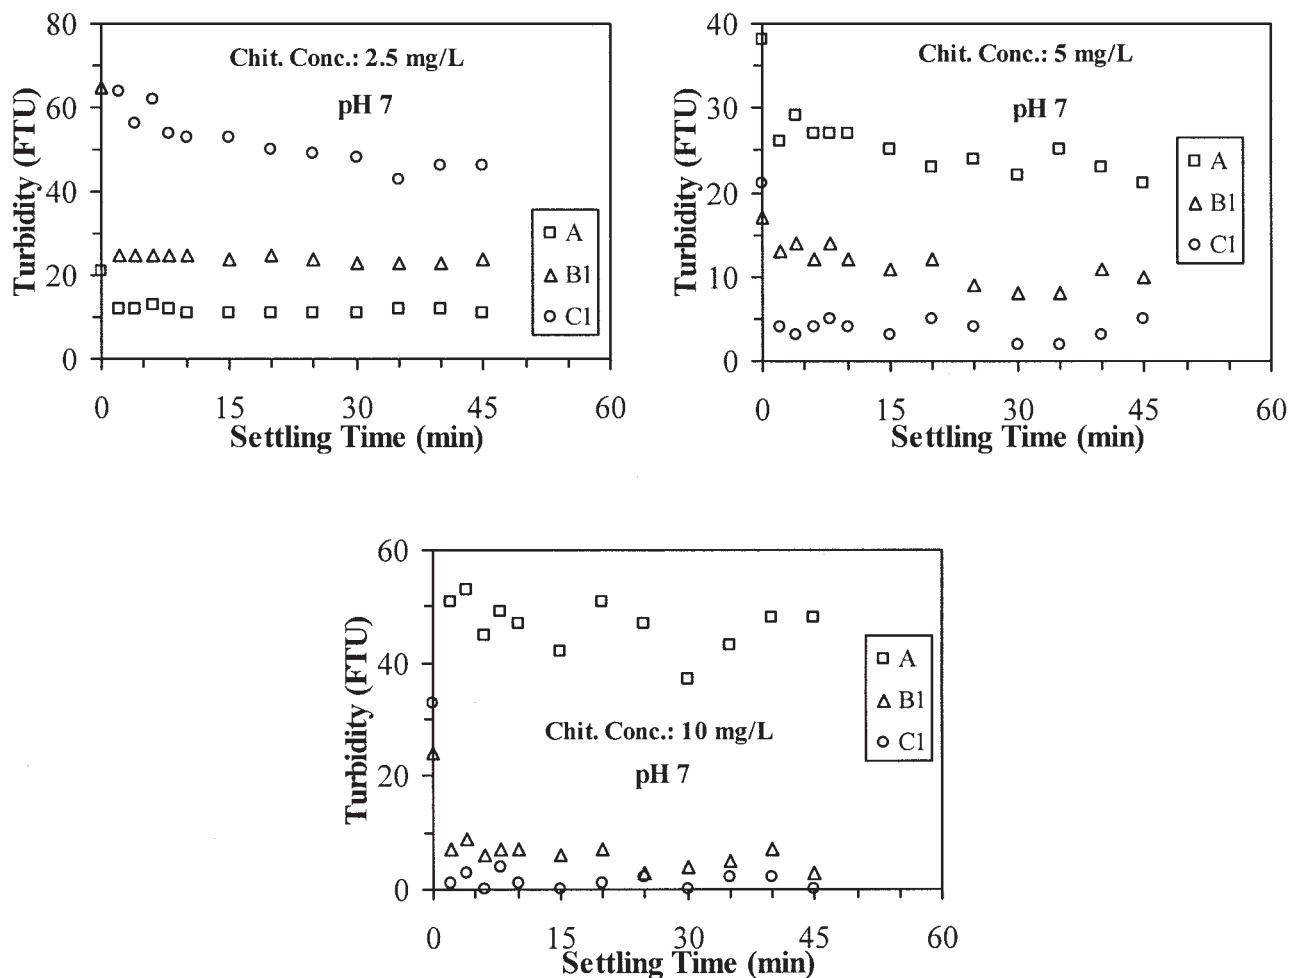 80
60
40
20
0
Turbidity (FTU)
Chit. Conc.: 2.5 mg/L
pH 7
A
B1
C1
0 15 30 45 60
Settling Time (min)
50
40
30
20
10
0
Turbidity (FTU)
Chit. Conc.: 5 mg/L
pH 7
A
B1
C1
0 15 30 45 60
Settling Time (min)
60
40
20
0
Turbidity (FTU)
Chit. Conc.: 10 mg/L
pH 7
A
B1
C1
0 15 30 45 60
Settling Time (min)